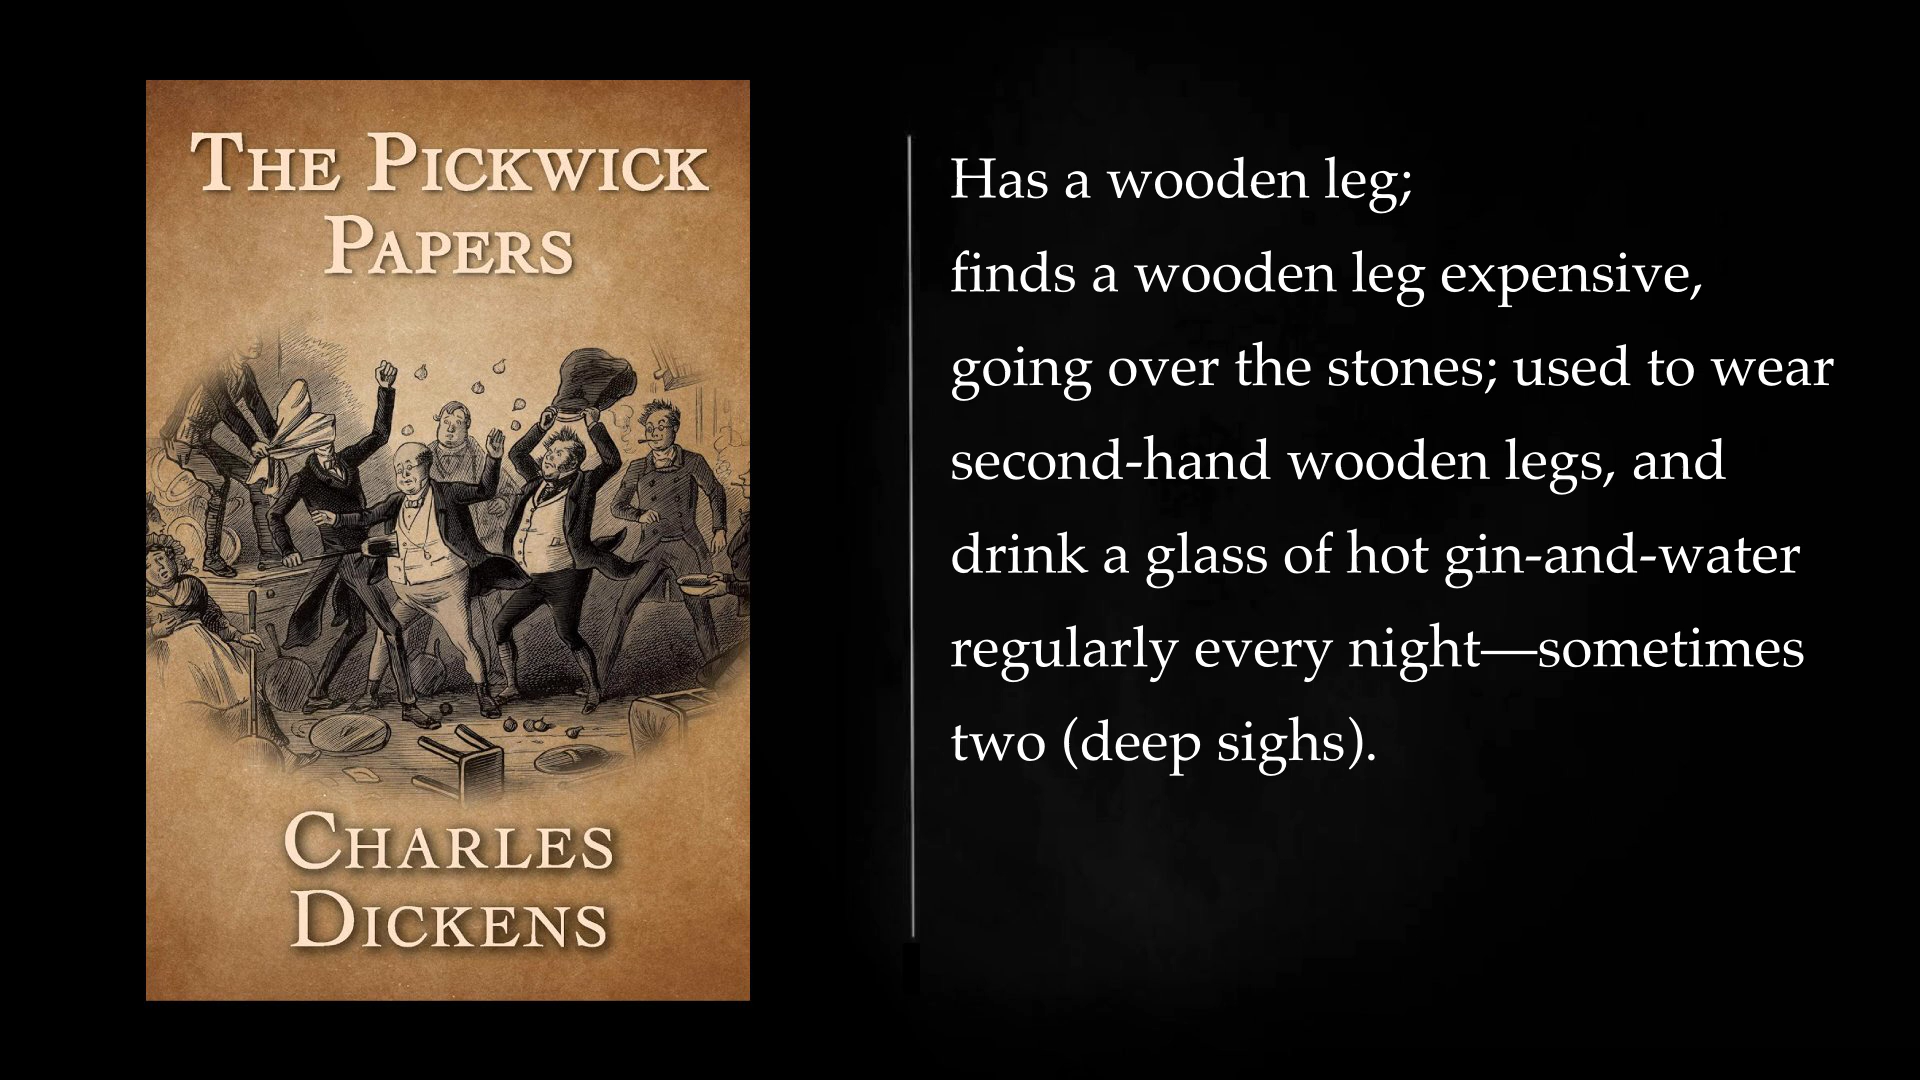 THE PICKWICK
PAPERS
CHARLES
DICKENS
Has a wooden leg;
finds a wooden leg expensive,
going over the stones; used to wear
second-hand wooden legs, and
drink a glass of hot gin-and-water
regularly every night—sometimes
two (deep sighs).